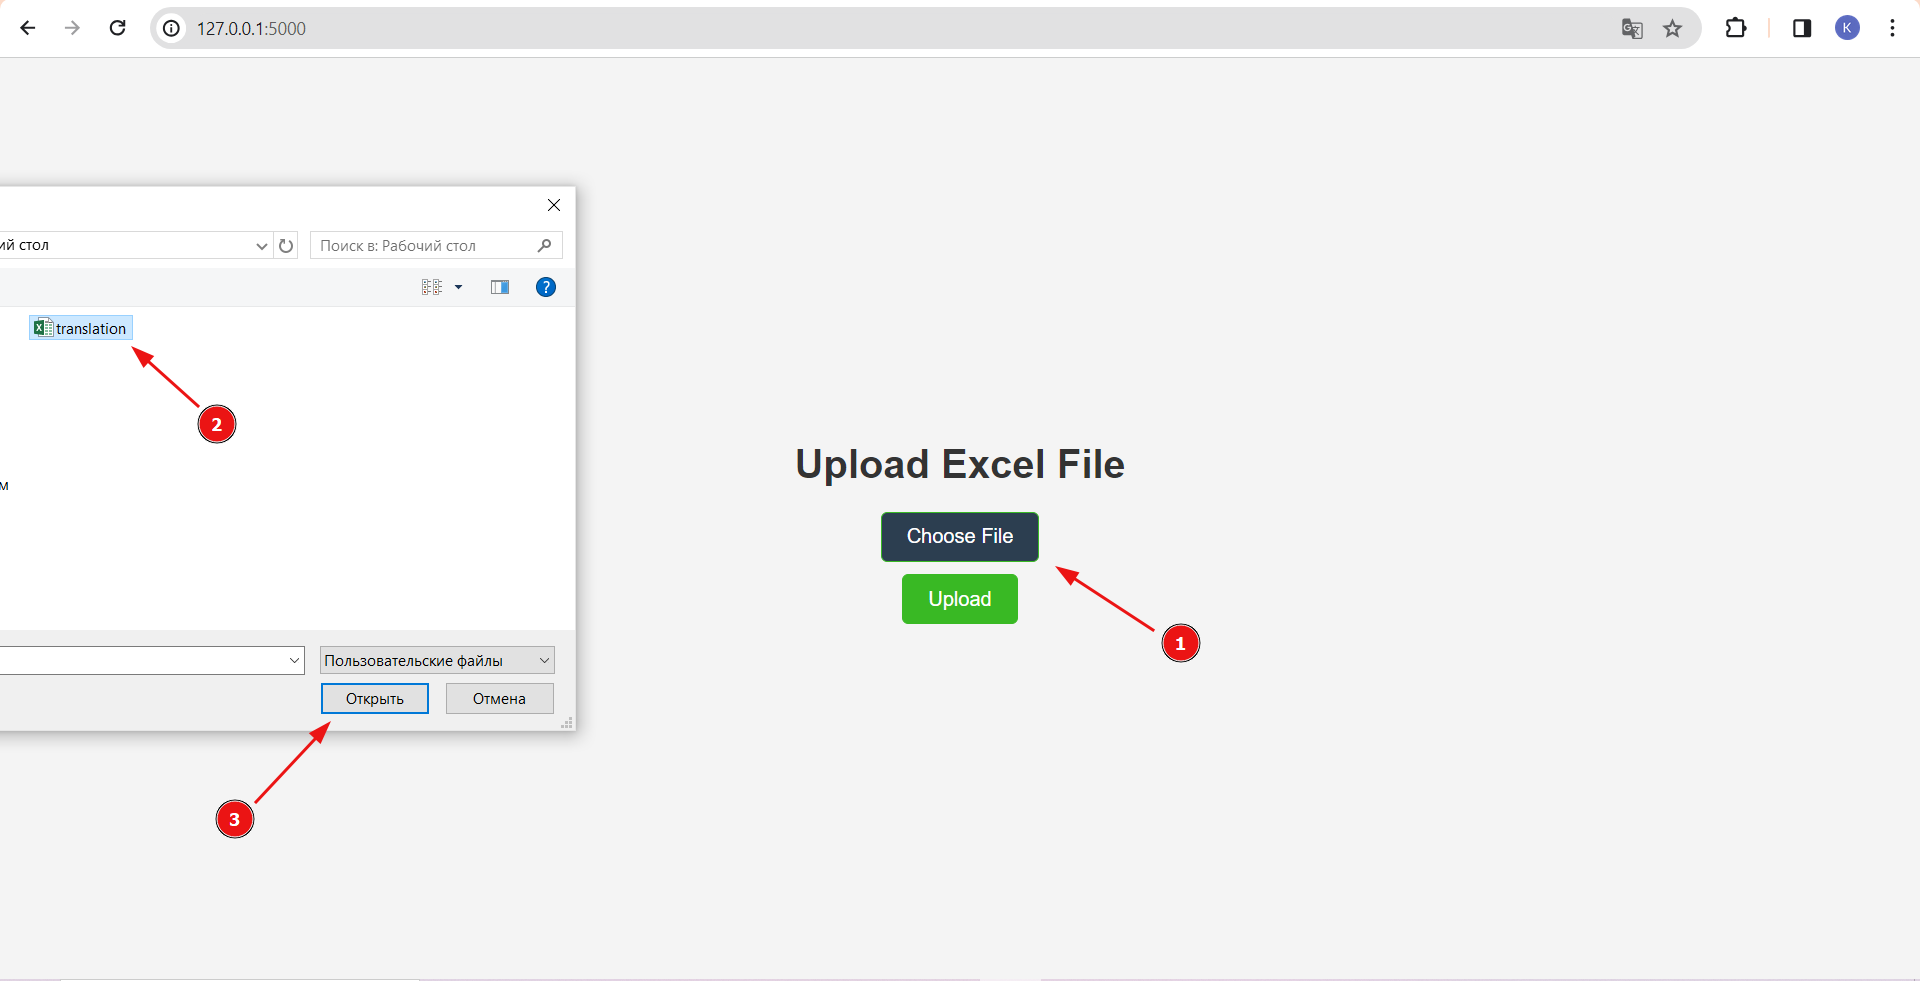 127.0.0.1:5000
K
ий стол
Поиск в: Рабочий стол
?
translation
2
м
Upload Excel File
Choose File
Upload
1
Пользовательские файлы
Открыть
Отмена
3